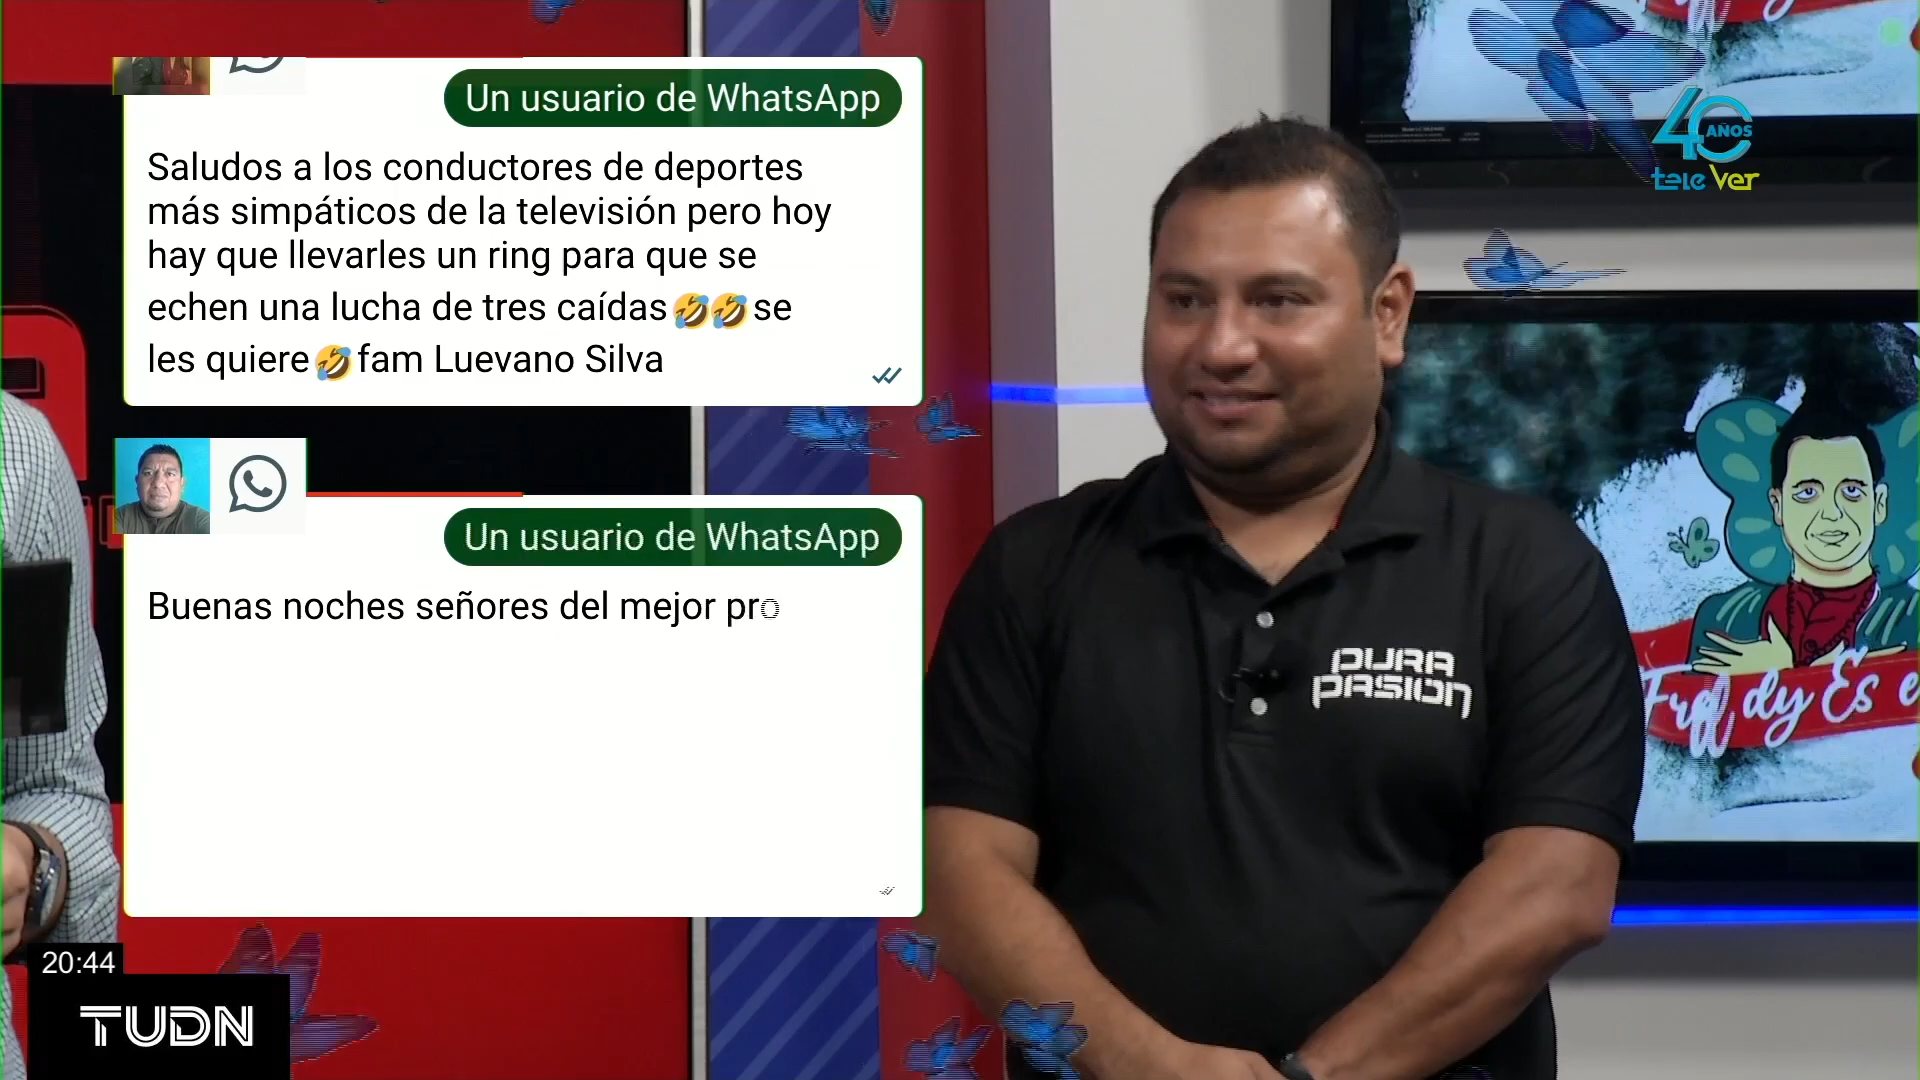 Un usuario de WhatsApp
Saludos a los conductores de deportes
más simpáticos de la televisión pero hoy
hay que llevarles un ring para que se
echen una lucha de tres caídas🤣🤣se
les quiere🤣fam Luevano Silva
Un usuario de WhatsApp
Buenas noches señores del mejor pro
40 AÑOS
tele Ver
PURA
PASION
Freddy Es e
20:44
TUDN